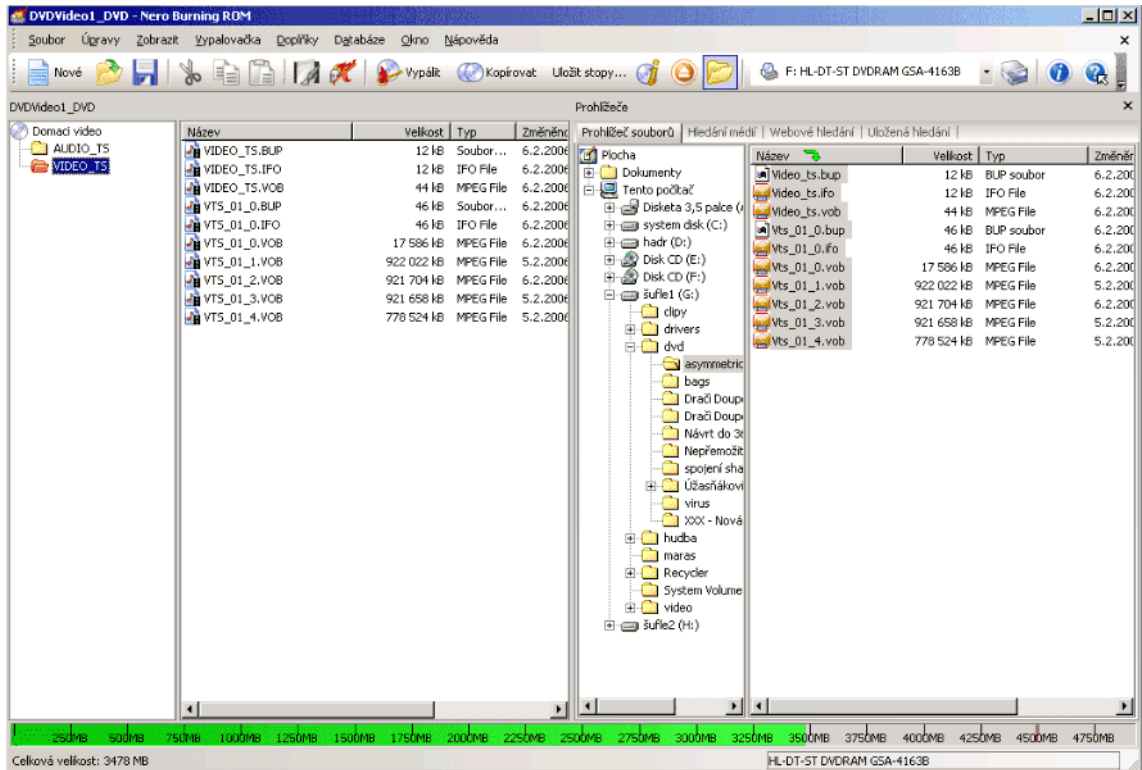 DVDVideo1_DVD - Nero Burning ROM
Soubor Úpravy Zobrazit Vypalovačka Doplňky Databáze Okno Nápověda
Nové Vypálit Kopírovat Uložit stopy... F: HL-DT-ST DVDRAM GSA-4163B
DVDVideo1_DVD
Domaci video
AUDIO_TS
VIDEO_TS
Název Velikost Typ Změněno
VIDEO_TS.BUP 12 kB Soubor... 6.2.2006
VIDEO_TS.IFO 12 kB IFO File 6.2.2006
VIDEO_TS.VOB 44 kB MPEG File 6.2.2006
VTS_01_0.BUP 46 kB Soubor... 6.2.2006
VTS_01_0.IFO 46 kB IFO File 6.2.2006
VTS_01_0.VOB 17 586 kB MPEG File 6.2.2006
VTS_01_1.VOB 922 022 kB MPEG File 5.2.2006
VTS_01_2.VOB 921 704 kB MPEG File 6.2.2006
VTS_01_3.VOB 921 658 kB MPEG File 5.2.2006
VTS_01_4.VOB 778 524 kB MPEG File 5.2.2006
Prohlížeče
Prohlížeč souborů Hledání médií Webové hledání Uložená hledání
Plocha
Dokumenty
Tento počítač
Disketa 3,5 palce (
system disk (C:)
hadr (D:)
Disk CD (E:)
Disk CD (F:)
šufle1 (G:)
clipy
drivers
dvd
asymmetric
bags
Drači Doup
Drači Doup
Návrt do 3
Nepřemožit
spojení sha
Úžasňákovi
virus
XXX - Nová
hudba
maras
Recycler
System Volume
video
šufle2 (H:)
Název Velikost Typ Změněr
Video_ts.bup 12 kB BUP soubor 6.2.200
Video_ts.ifo 12 kB IFO File 6.2.200
Video_ts.vob 44 kB MPEG File 6.2.200
Vts_01_0.bup 46 kB BUP soubor 6.2.200
Vts_01_0.ifo 46 kB IFO File 6.2.200
Vts_01_0.vob 17 586 kB MPEG File 6.2.200
Vts_01_1.vob 922 022 kB MPEG File 5.2.200
Vts_01_2.vob 921 704 kB MPEG File 6.2.200
Vts_01_3.vob 921 658 kB MPEG File 5.2.200
Vts_01_4.vob 778 524 kB MPEG File 5.2.200
250MB 500MB 750MB 1000MB 1250MB 1500MB 1750MB 2000MB 2250MB 2500MB 2750MB 3000MB 3250MB 3500MB 3750MB 4000MB 4250MB 4500MB 4750MB
Celková velikost: 3478 MB HL-DT-ST DVDRAM GSA-4163B